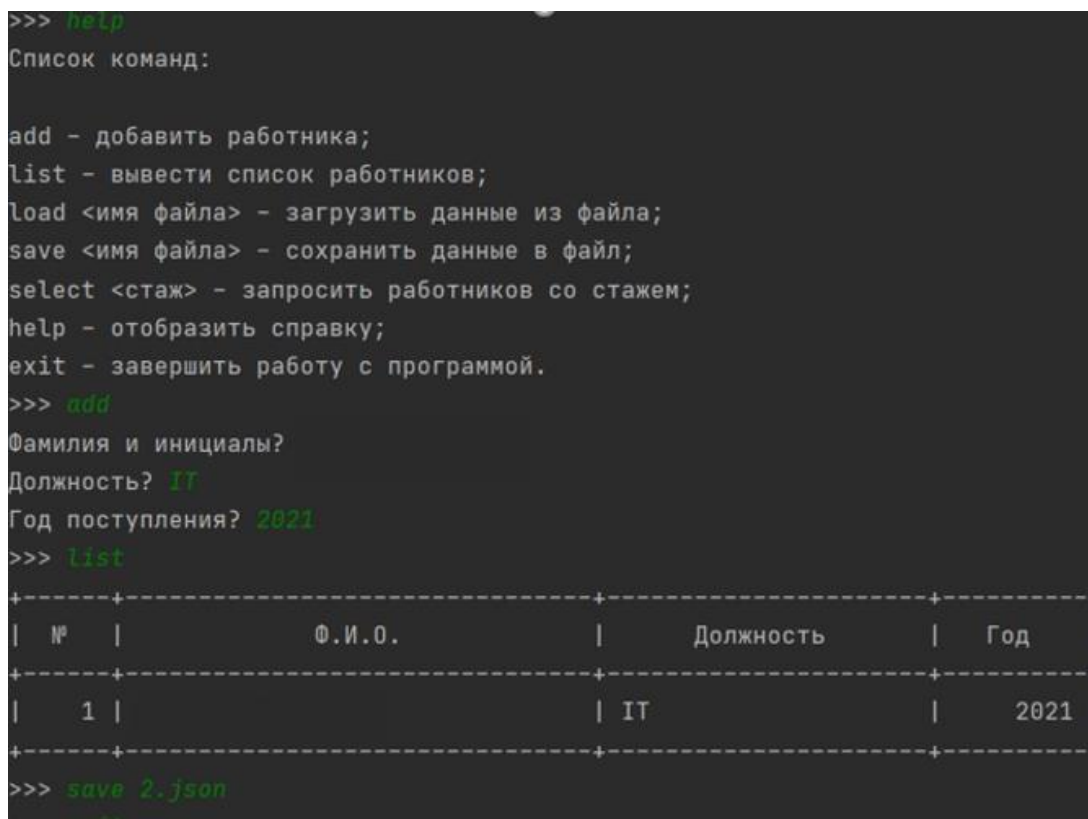 >>> help
Список команд:
add – добавить работника;
list – вывести список работников;
load <имя файла> – загрузить данные из файла;
save <имя файла> – сохранить данные в файл;
select <стаж> – запросить работников со стажем;
help – отобразить справку;
exit – завершить работу с программой.
>>> add
Фамилия и инициалы?
Должность? IT
Год поступления? 2021
>>> list
+------+--------------------------------+----------------------+----------
| № | Ф.И.О. | Должность | Год
+------+--------------------------------+----------------------+----------
| 1 | | IT | 2021
+------+--------------------------------+----------------------+----------
>>> save 2.json